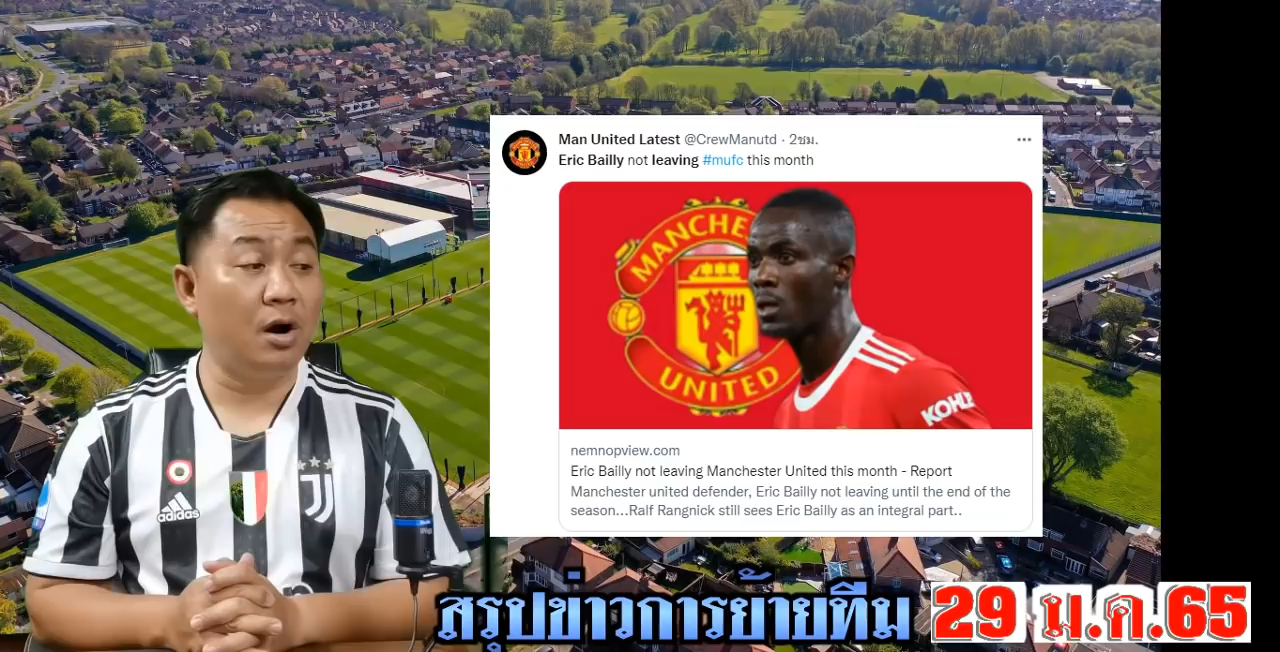 Man United Latest @CrewManutd · 2ชม.
Eric Bailly not leaving #mufc this month
MANCHES
UNITED
KOHLE
nemnopview.com
Eric Bailly not leaving Manchester United this month - Report
Manchester united defender, Eric Bailly not leaving until the end of the
season...Ralf Rangnick still sees Eric Bailly as an integral part..
adidas
สรุปข่าวการย้ายทีม 29 ม.ค.65